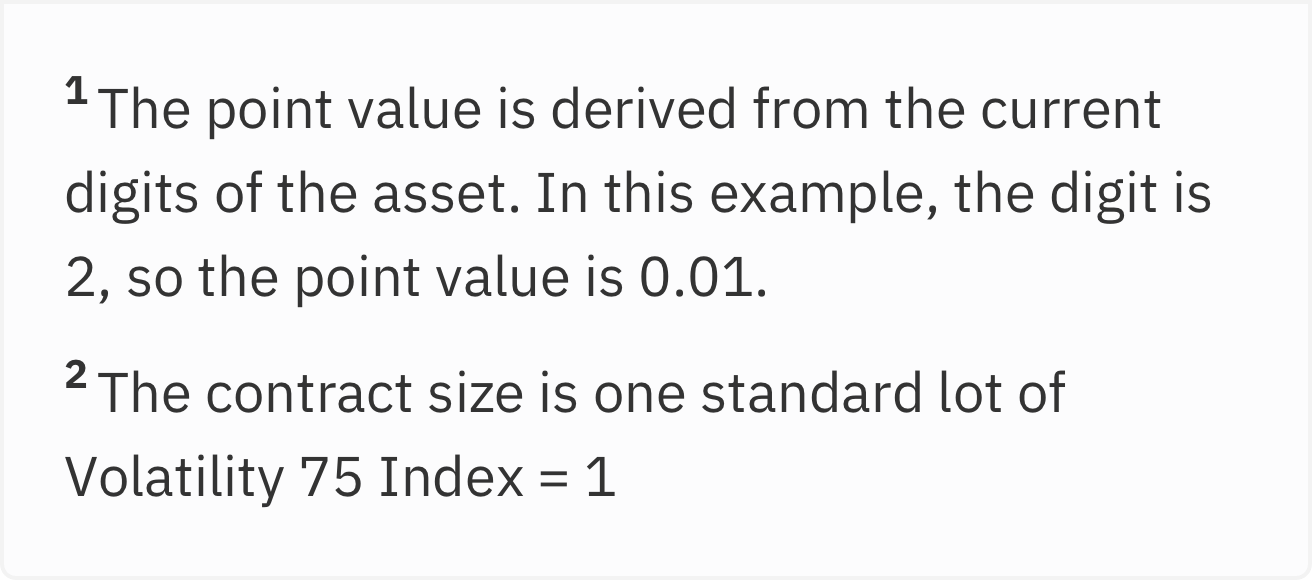 1 The point value is derived from the current
digits of the asset. In this example, the digit is
2, so the point value is 0.01.
2 The contract size is one standard lot of
Volatility 75 Index = 1